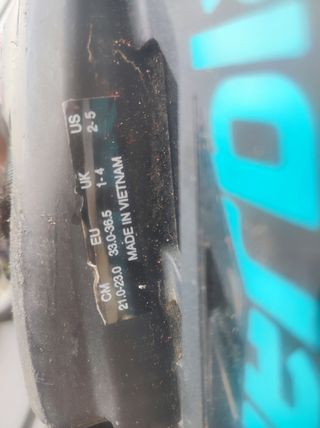 US UK EU CM
2-5 1-4 33.0-36.5 21.0-23.0
MADE IN VIETNAM
erol